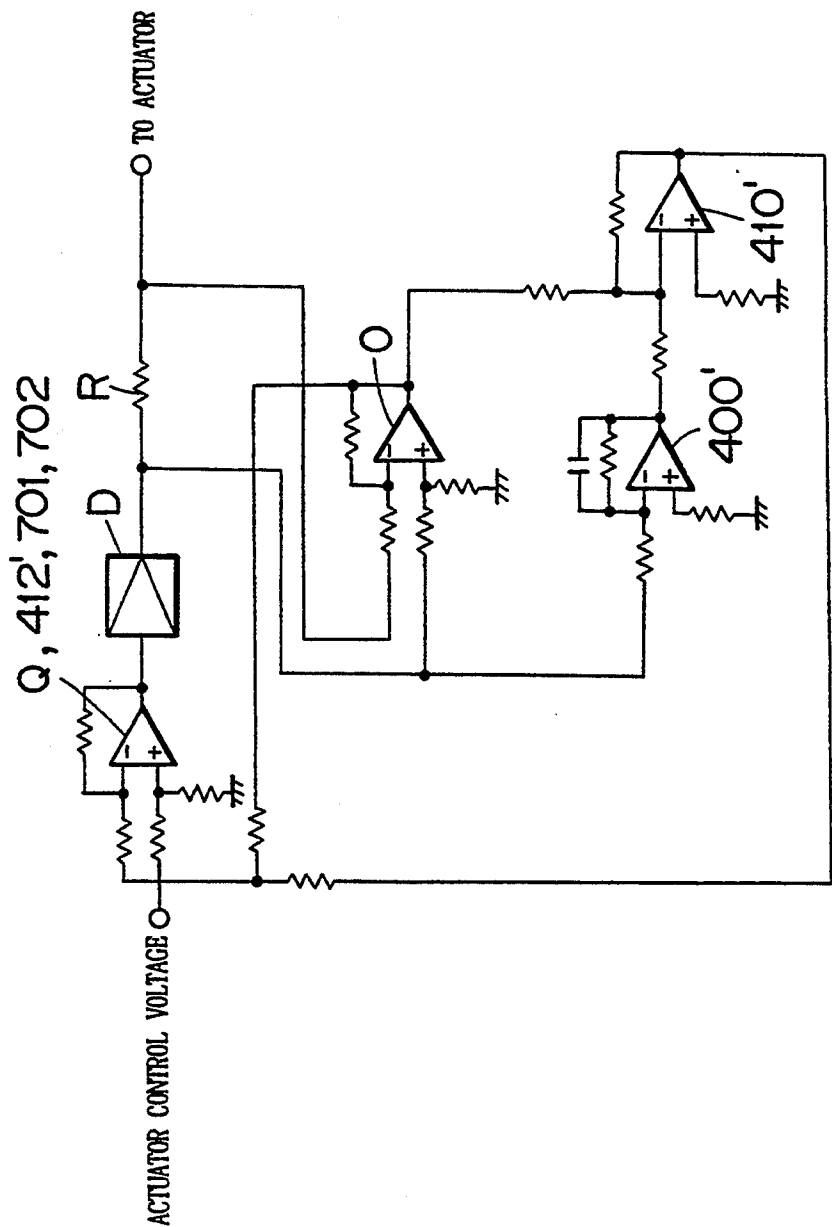 TO ACTUATOR
R
Q, 412', 701, 702
D
O
-
+
-
+
-
+
400'
-
+
410'
ACTUATOR CONTROL VOLTAGE